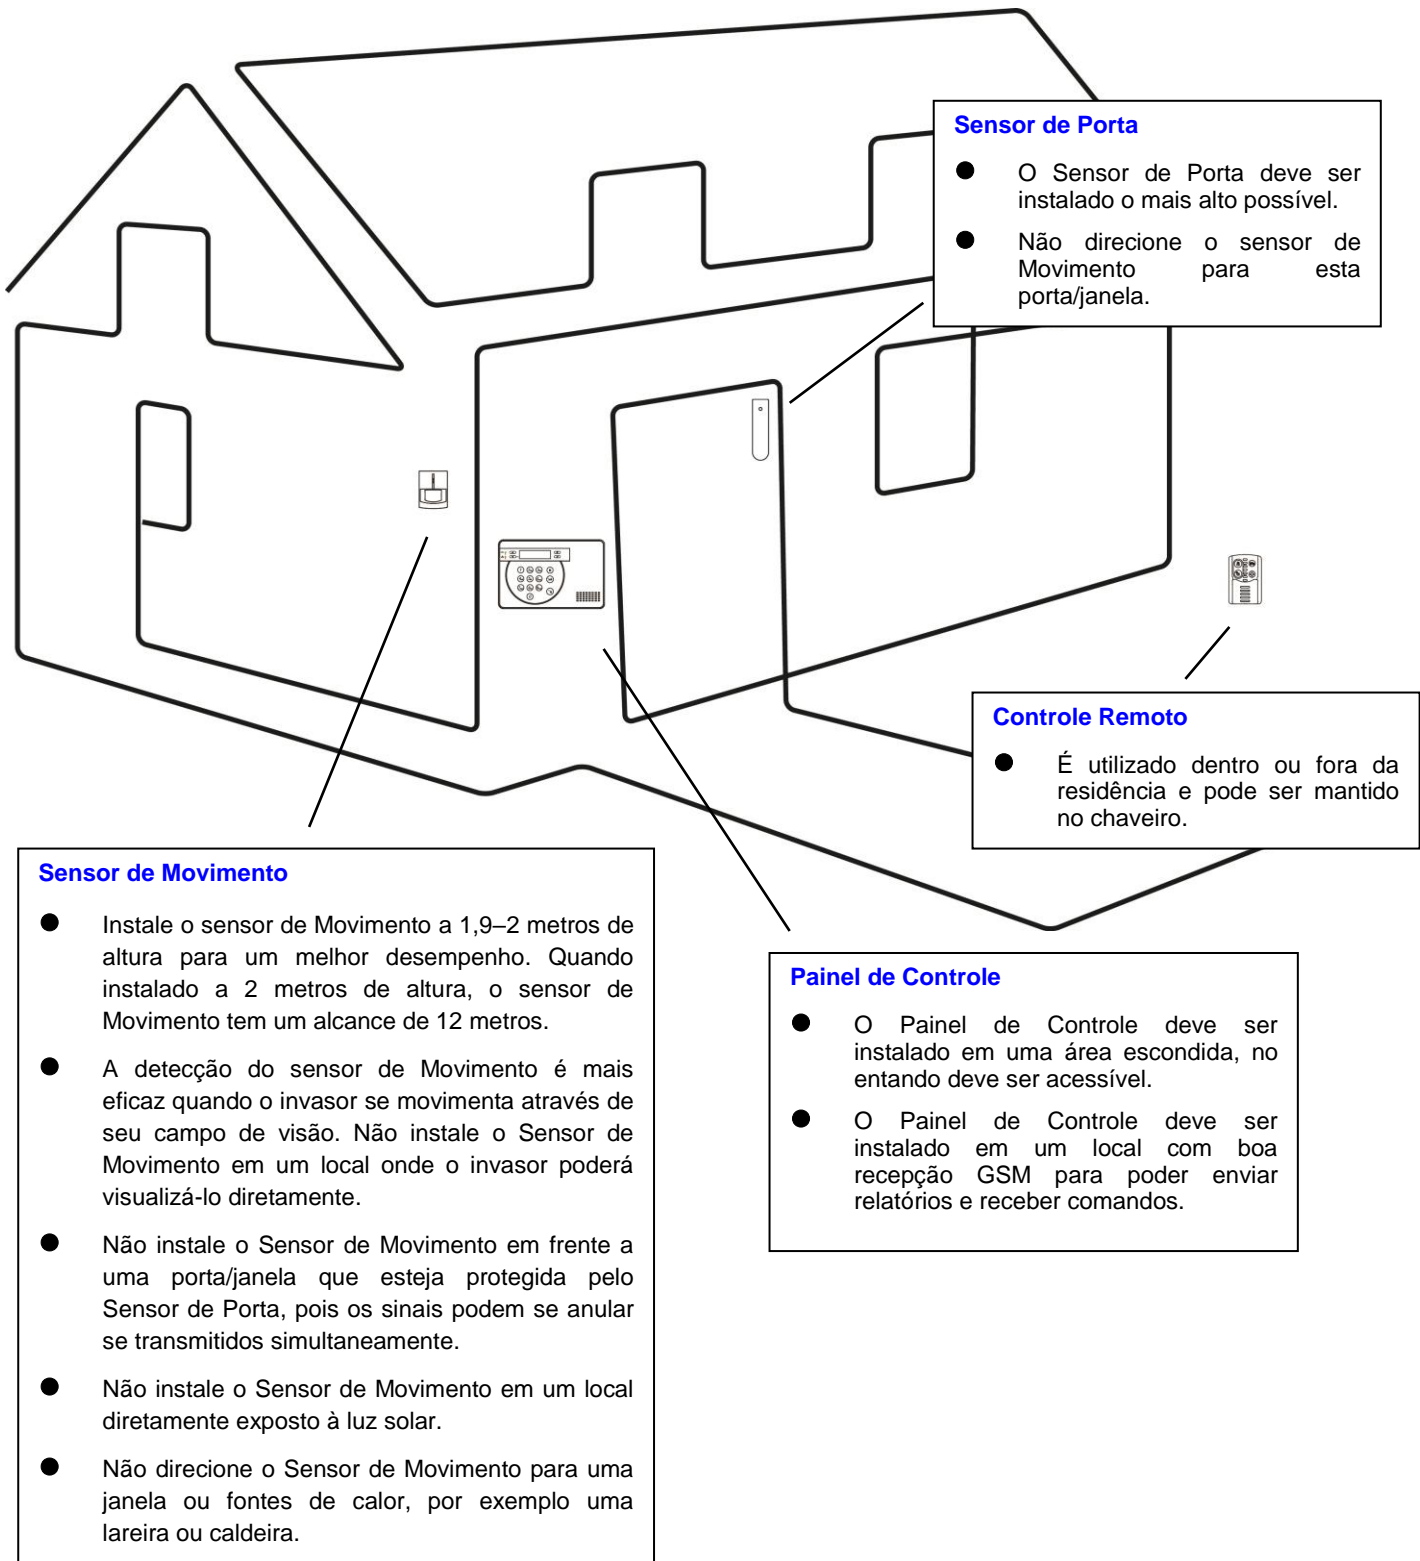 Sensor de Porta
● O Sensor de Porta deve ser
instalado o mais alto possível.
● Não direcione o sensor de
Movimento para esta
porta/janela.
Controle Remoto
● É utilizado dentro ou fora da
residência e pode ser mantido
no chaveiro.
Sensor de Movimento
● Instale o sensor de Movimento a 1,9–2 metros de
altura para um melhor desempenho. Quando
instalado a 2 metros de altura, o sensor de
Movimento tem um alcance de 12 metros.
● A detecção do sensor de Movimento é mais
eficaz quando o invasor se movimenta através de
seu campo de visão. Não instale o Sensor de
Movimento em um local onde o invasor poderá
visualizá-lo diretamente.
● Não instale o Sensor de Movimento em frente a
uma porta/janela que esteja protegida pelo
Sensor de Porta, pois os sinais podem se anular
se transmitidos simultaneamente.
● Não instale o Sensor de Movimento em um local
diretamente exposto à luz solar.
● Não direcione o Sensor de Movimento para uma
janela ou fontes de calor, por exemplo uma
lareira ou caldeira.
Painel de Controle
● O Painel de Controle deve ser
instalado em uma área escondida, no
entando deve ser acessível.
● O Painel de Controle deve ser
instalado em um local com boa
recepção GSM para poder enviar
relatórios e receber comandos.